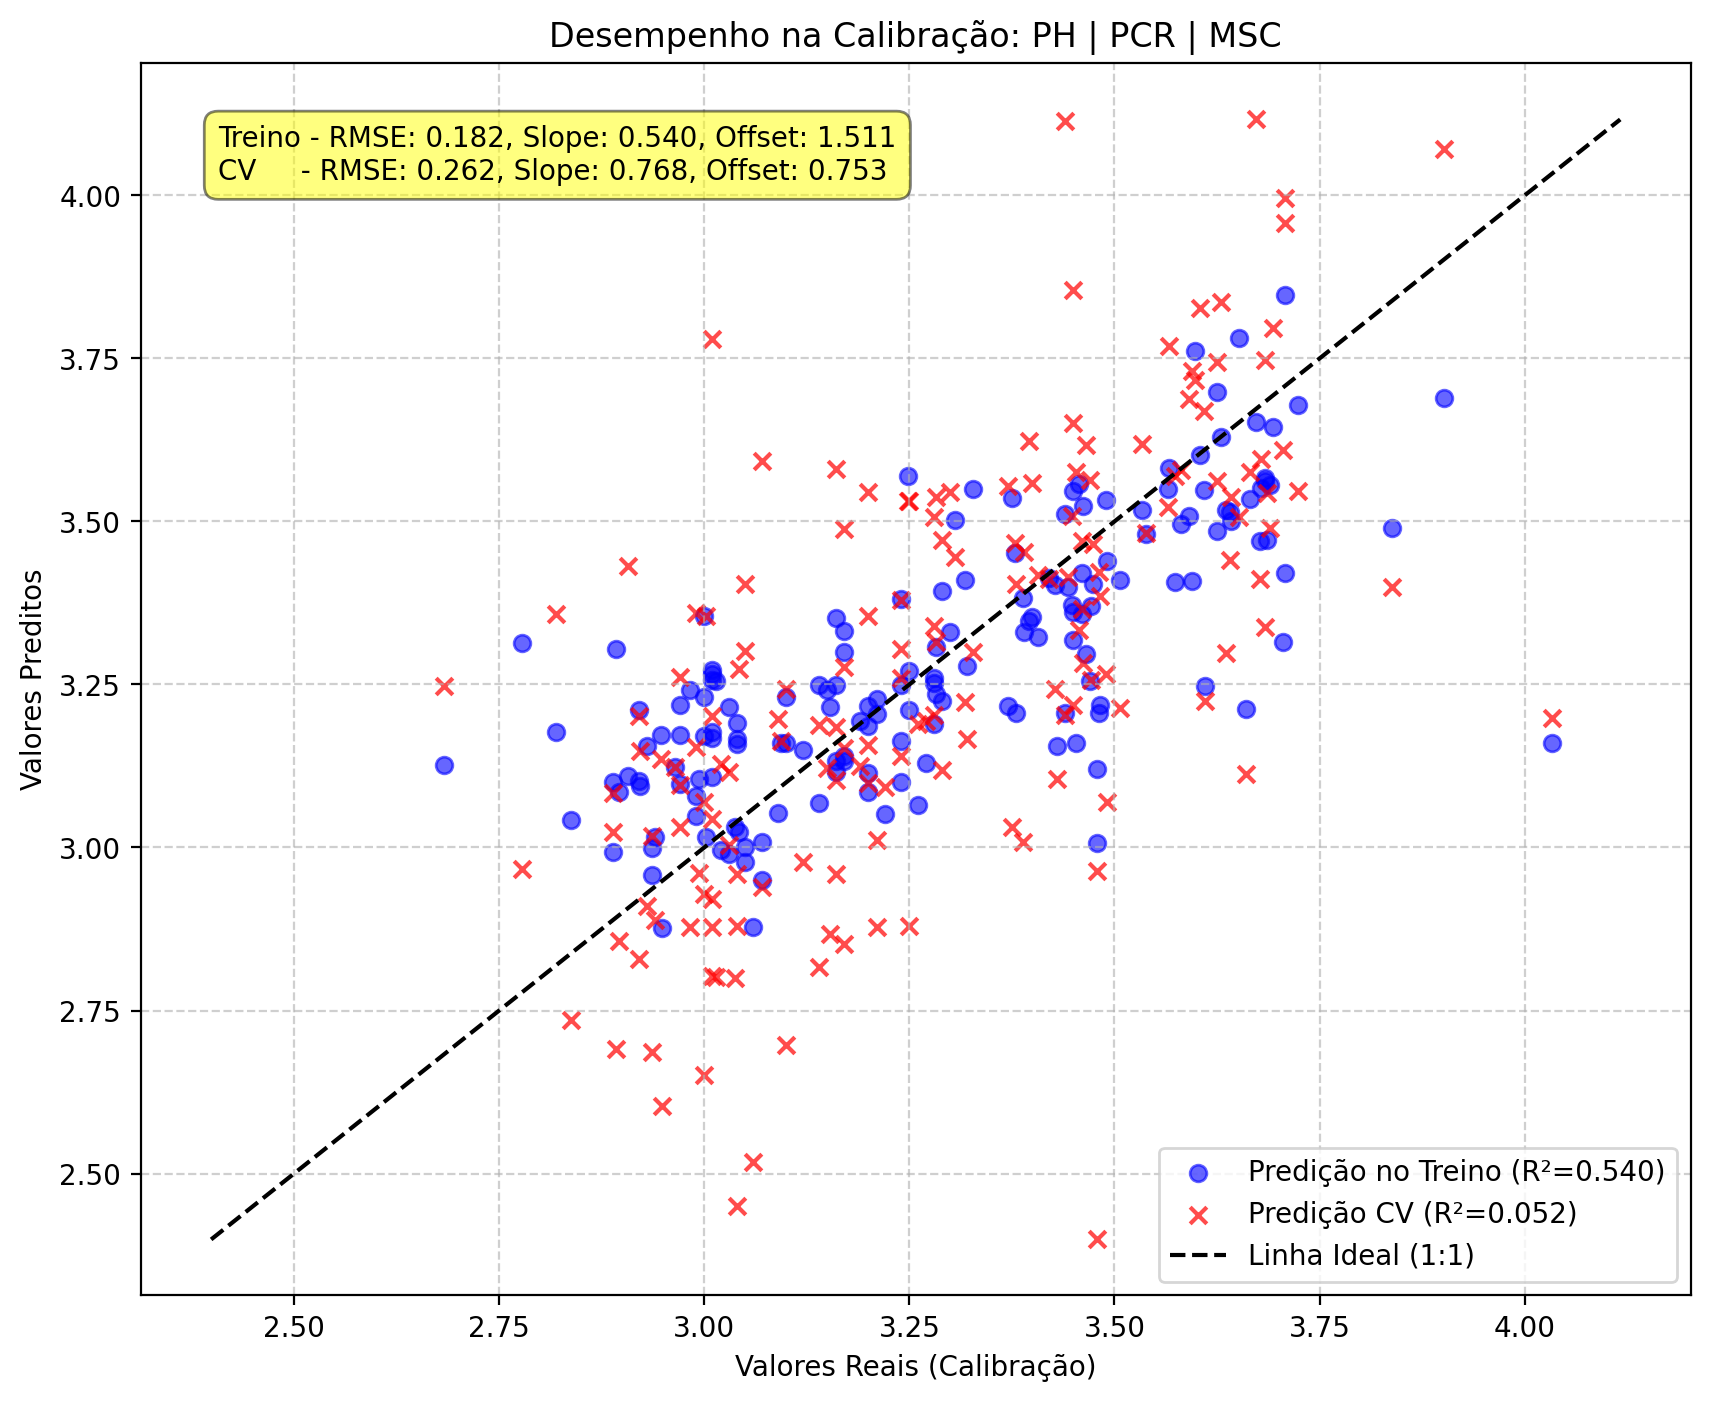 Desempenho na Calibração: PH | PCR | MSC
Treino - RMSE: 0.182, Slope: 0.540, Offset: 1.511
CV     - RMSE: 0.262, Slope: 0.768, Offset: 0.753
4.00
3.75
3.50
3.25
3.00
2.75
2.50
Valores Preditos
Predição no Treino (R²=0.540)
Predição CV (R²=0.052)
Linha Ideal (1:1)
2.50 2.75 3.00 3.25 3.50 3.75 4.00
Valores Reais (Calibração)